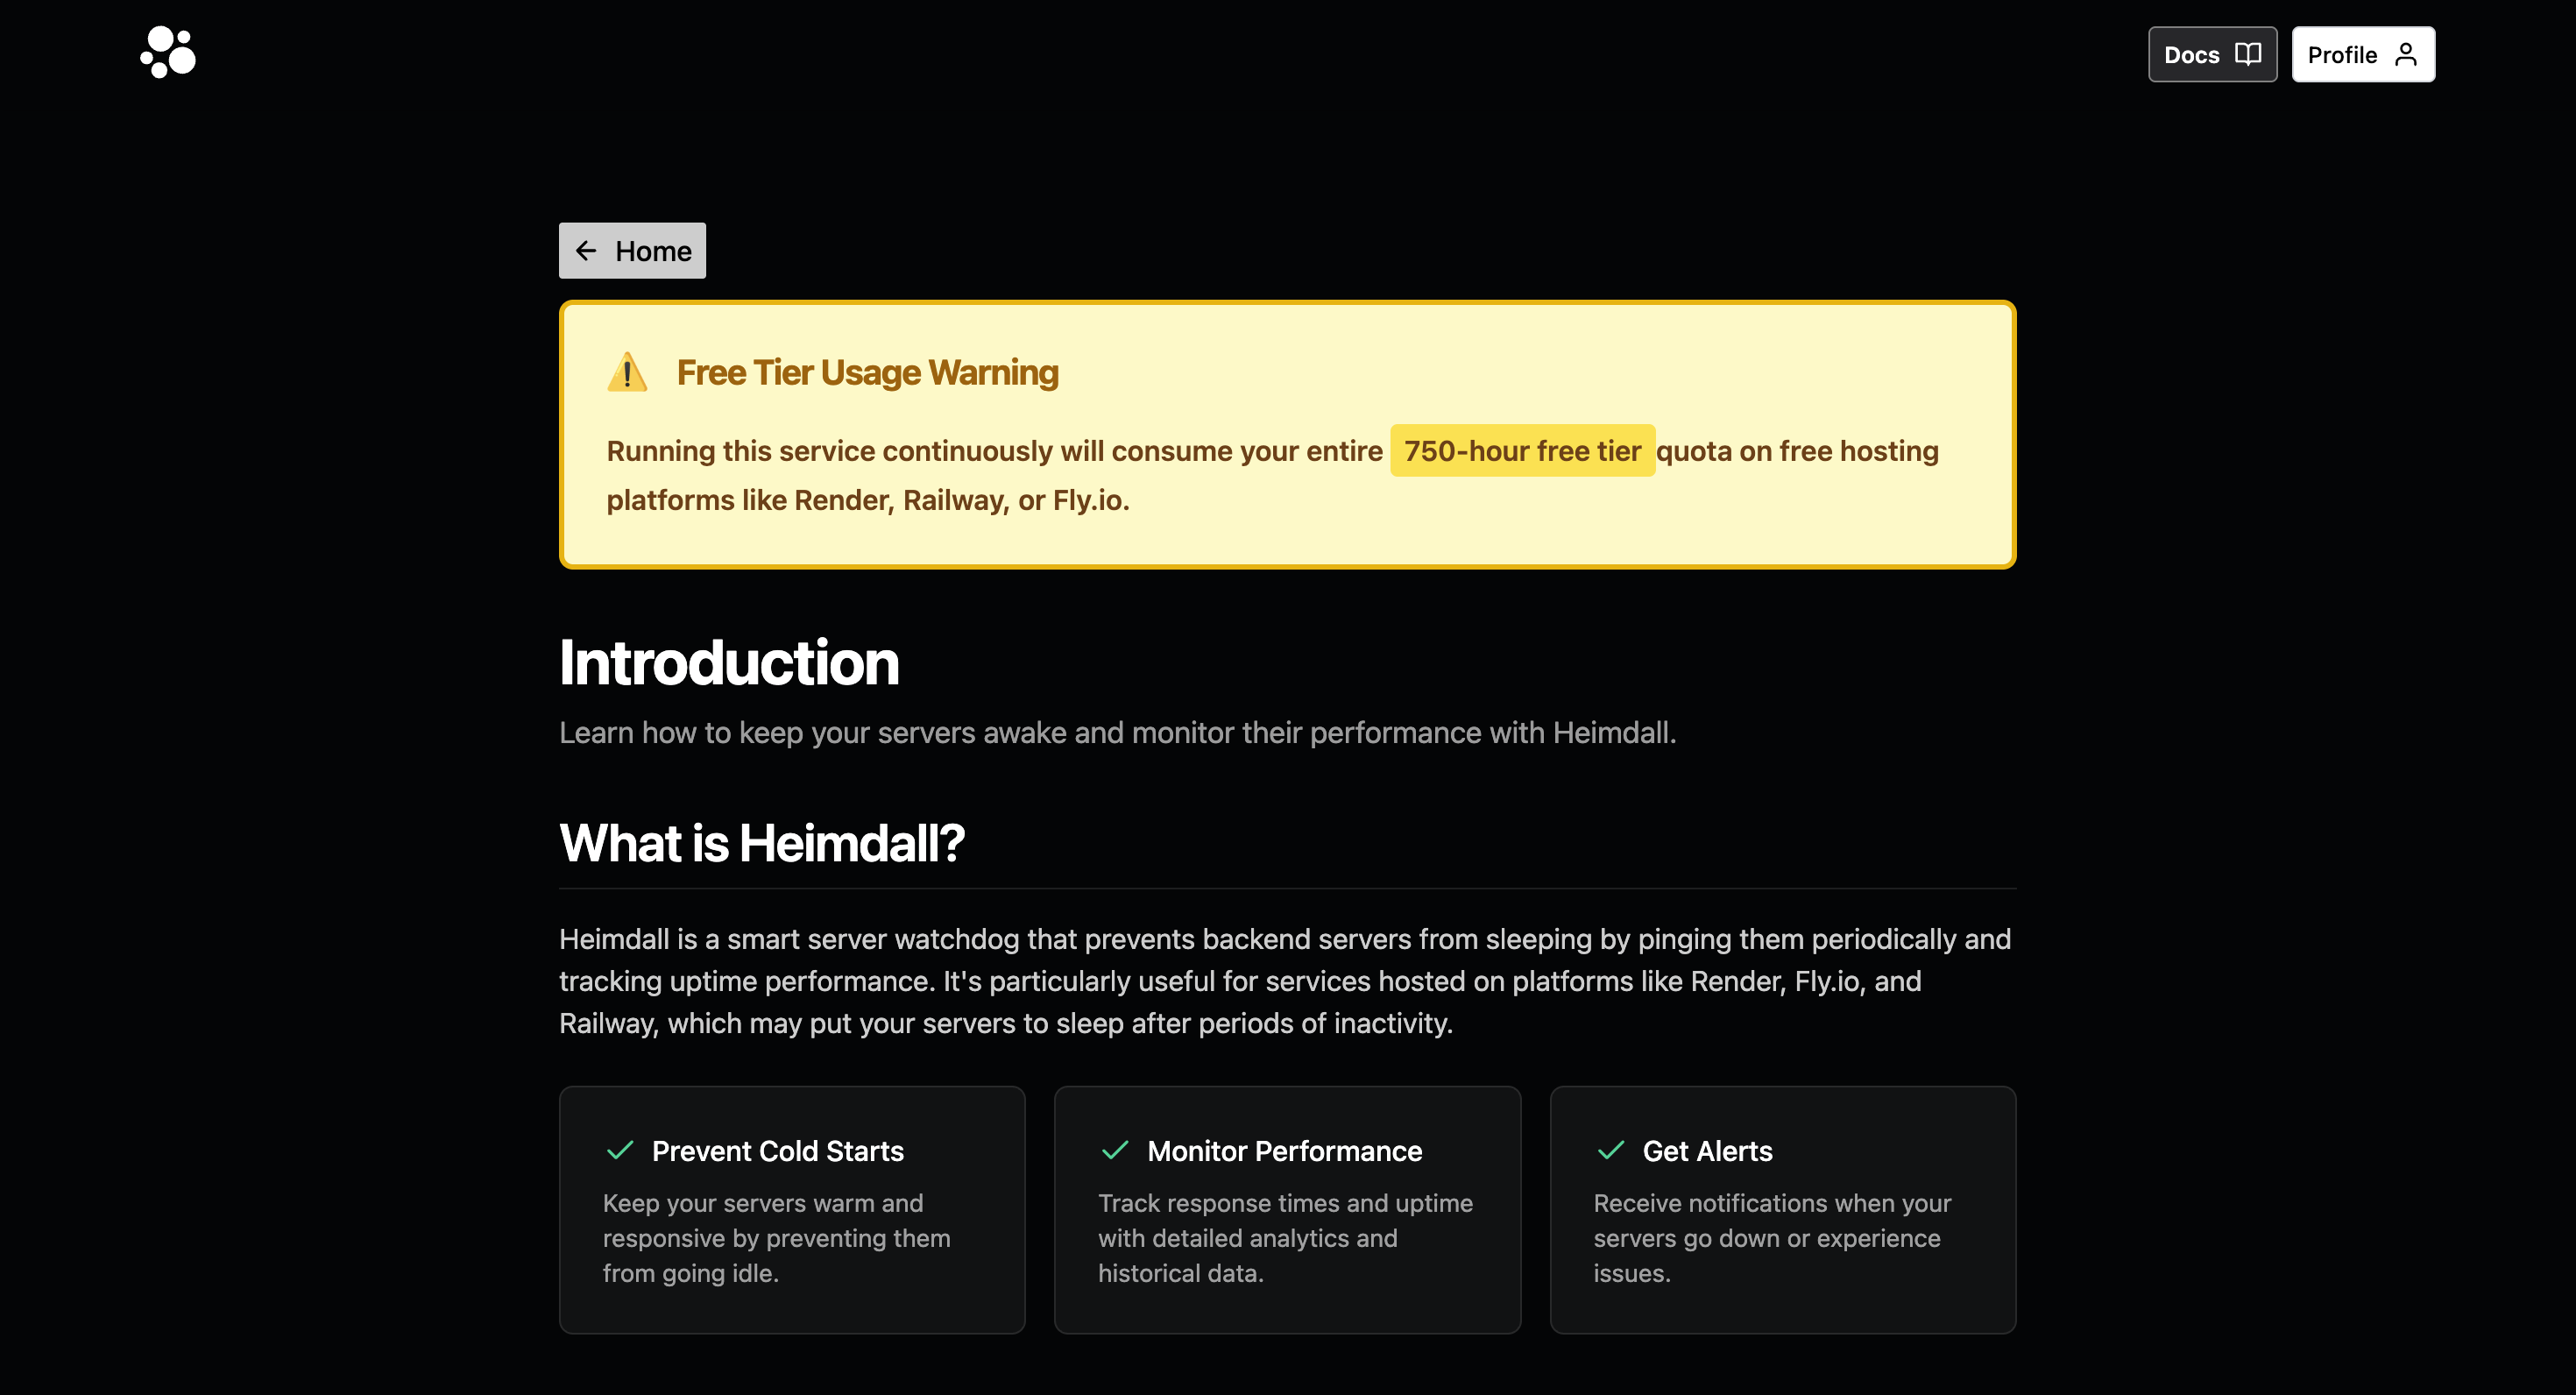 Docs
Profile
Home
Free Tier Usage Warning
Running this service continuously will consume your entire 750-hour free tier quota on free hosting
platforms like Render, Railway, or Fly.io.
Introduction
Learn how to keep your servers awake and monitor their performance with Heimdall.
What is Heimdall?
Heimdall is a smart server watchdog that prevents backend servers from sleeping by pinging them periodically and
tracking uptime performance. It's particularly useful for services hosted on platforms like Render, Fly.io, and
Railway, which may put your servers to sleep after periods of inactivity.
Prevent Cold Starts
Keep your servers warm and
responsive by preventing them
from going idle.
Monitor Performance
Track response times and uptime
with detailed analytics and
historical data.
Get Alerts
Receive notifications when your
servers go down or experience
issues.